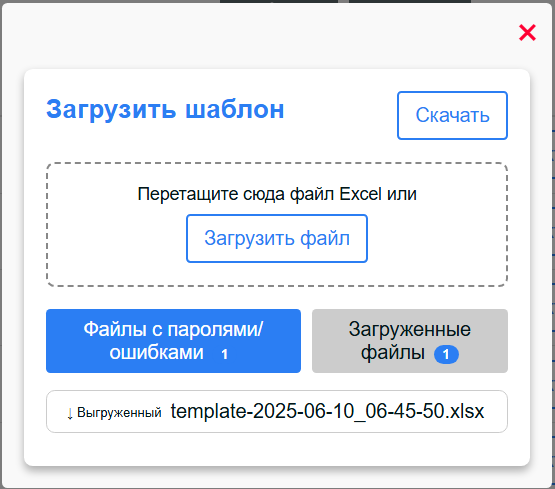 Загрузить шаблон
Скачать
Перетащите сюда файл Excel или
Загрузить файл
Файлы с паролями/
ошибками 1
Загруженные
файлы 1
↓ Выгруженный template-2025-06-10_06-45-50.xlsx